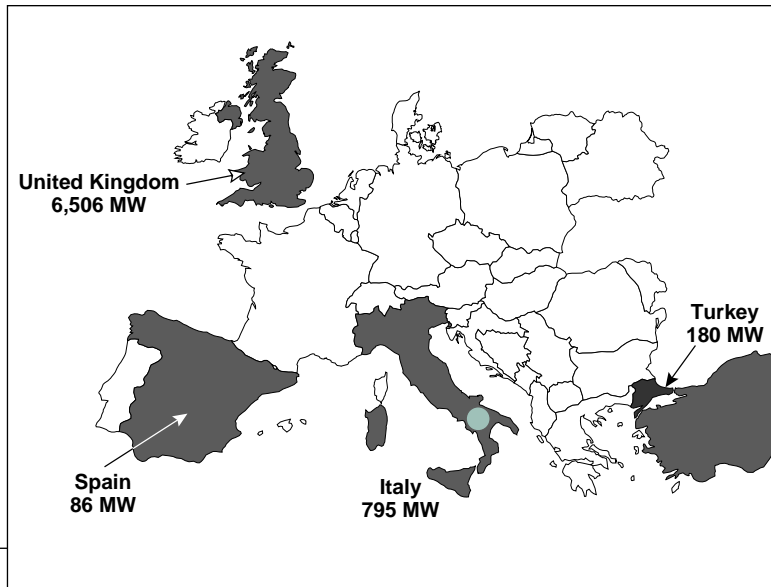 United Kingdom
6,506 MW
Turkey
180 MW
Spain
86 MW
Italy
795 MW